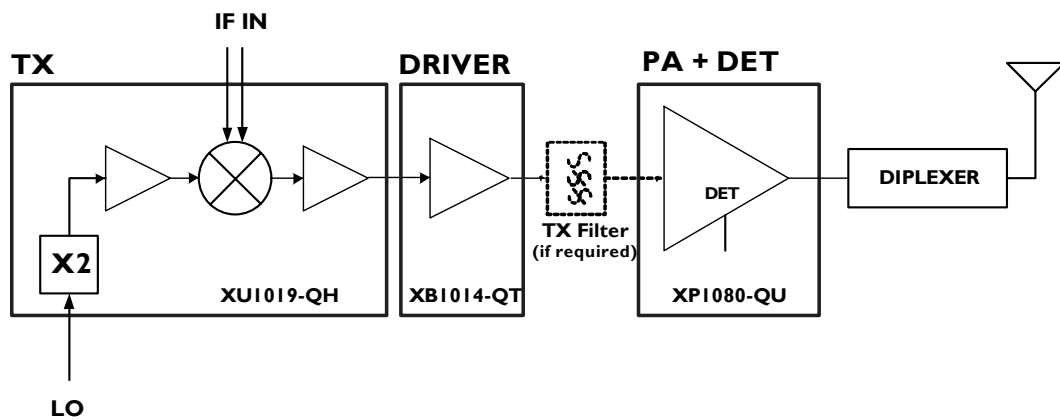 IF IN
TX
DRIVER
PA + DET
X2
DET
DIPLEXER
TX Filter
(if required)
XU1019-QH
XB1014-QT
XP1080-QU
LO